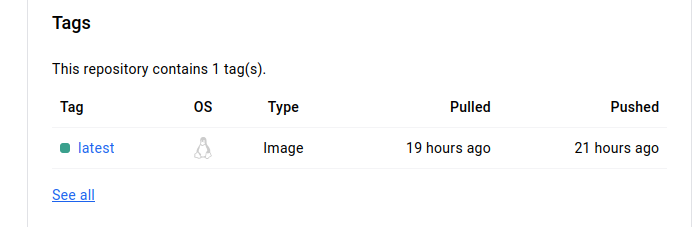 Tags
This repository contains 1 tag(s).
Tag OS Type Pulled Pushed
latest Image 19 hours ago 21 hours ago
See all